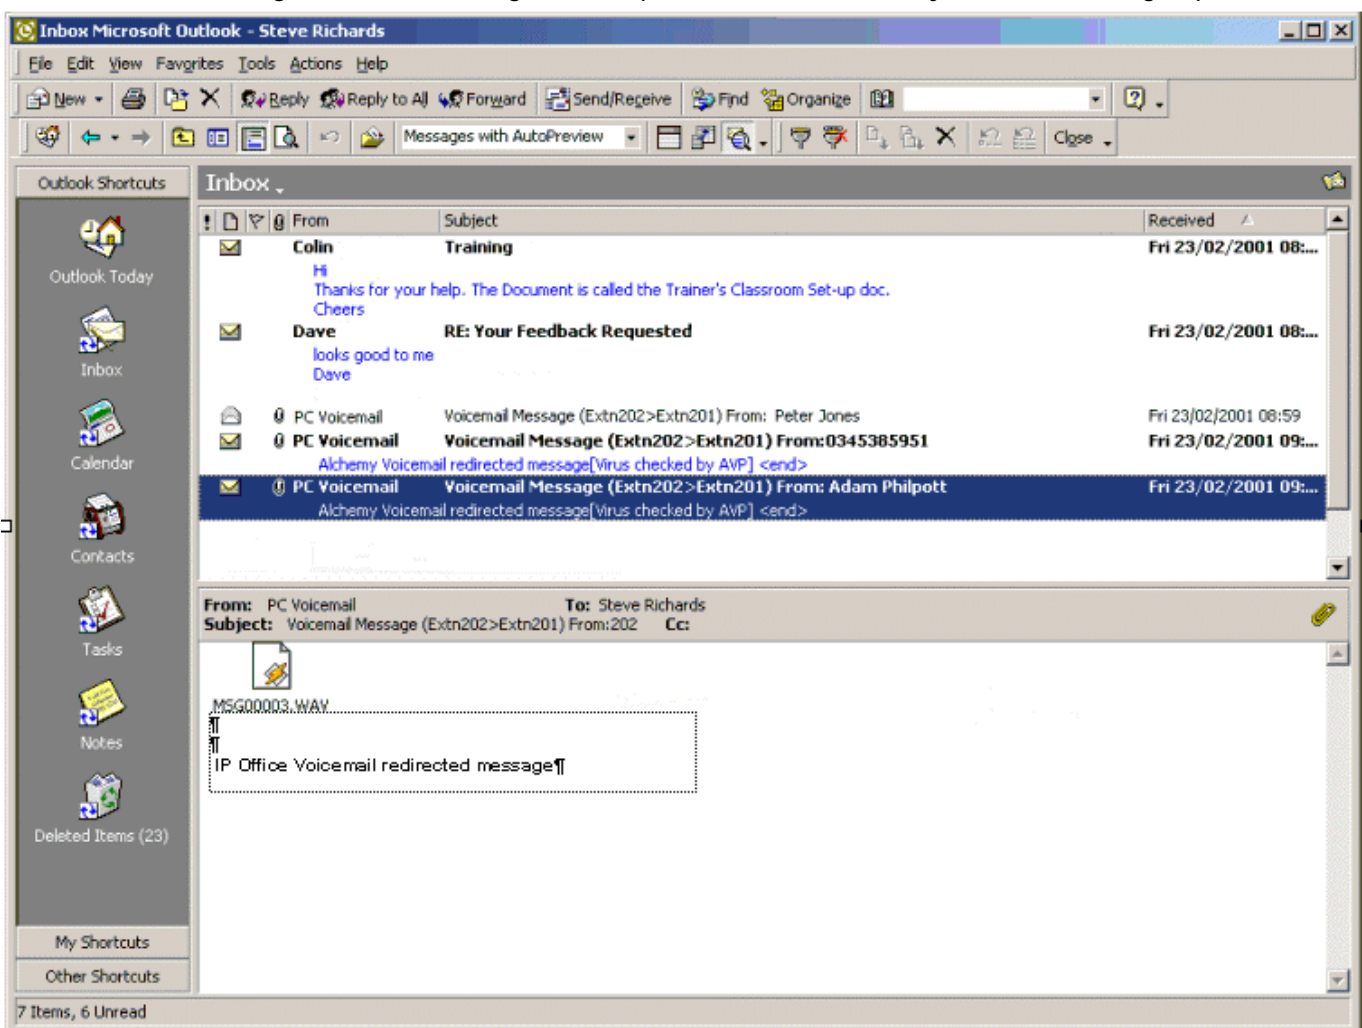 Inbox Microsoft Outlook - Steve Richards
File Edit View Favorites Tools Actions Help
New Reply Reply to All Forward Send/Receive Find Organize
Messages with AutoPreview Close
Outlook Shortcuts
Outlook Today
Inbox
Calendar
Contacts
Tasks
Notes
Deleted Items (23)
My Shortcuts
Other Shortcuts
Inbox
! From Subject Received
Colin Training Fri 23/02/2001 08:...
Hi
Thanks for your help. The Document is called the Trainer's Classroom Set-up doc.
Cheers
Dave RE: Your Feedback Requested Fri 23/02/2001 08:...
looks good to me
Dave
PC Voicemail Voicemail Message (Extn202>Extn201) From: Peter Jones Fri 23/02/2001 08:59
PC Voicemail Voicemail Message (Extn202>Extn201) From:0345385951 Fri 23/02/2001 09:...
Alchemy Voicemail redirected message[Virus checked by AVP] <end>
PC Voicemail Voicemail Message (Extn202>Extn201) From: Adam Philpott Fri 23/02/2001 09:...
Alchemy Voicemail redirected message[Virus checked by AVP] <end>
From: PC Voicemail To: Steve Richards
Subject: Voicemail Message (Extn202>Extn201) From:202 Cc:
MSG00003.WAV
¶
¶
IP Office Voicemail redirected message¶
7 Items, 6 Unread